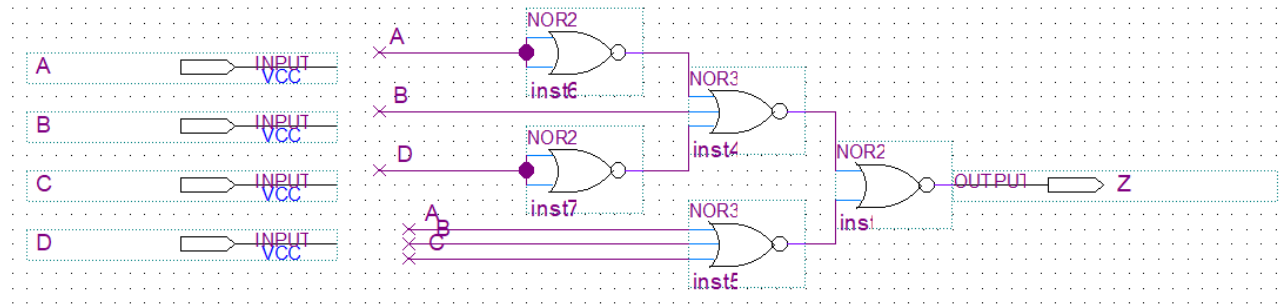 A
INPUT
VCC
B
INPUT
VCC
C
INPUT
VCC
D
INPUT
VCC
A
NOR2
inst6
B
NOR3
inst4
D
NOR2
inst7
A
B
C
NOR3
inst5
NOR2
inst
OUTPUT
Z